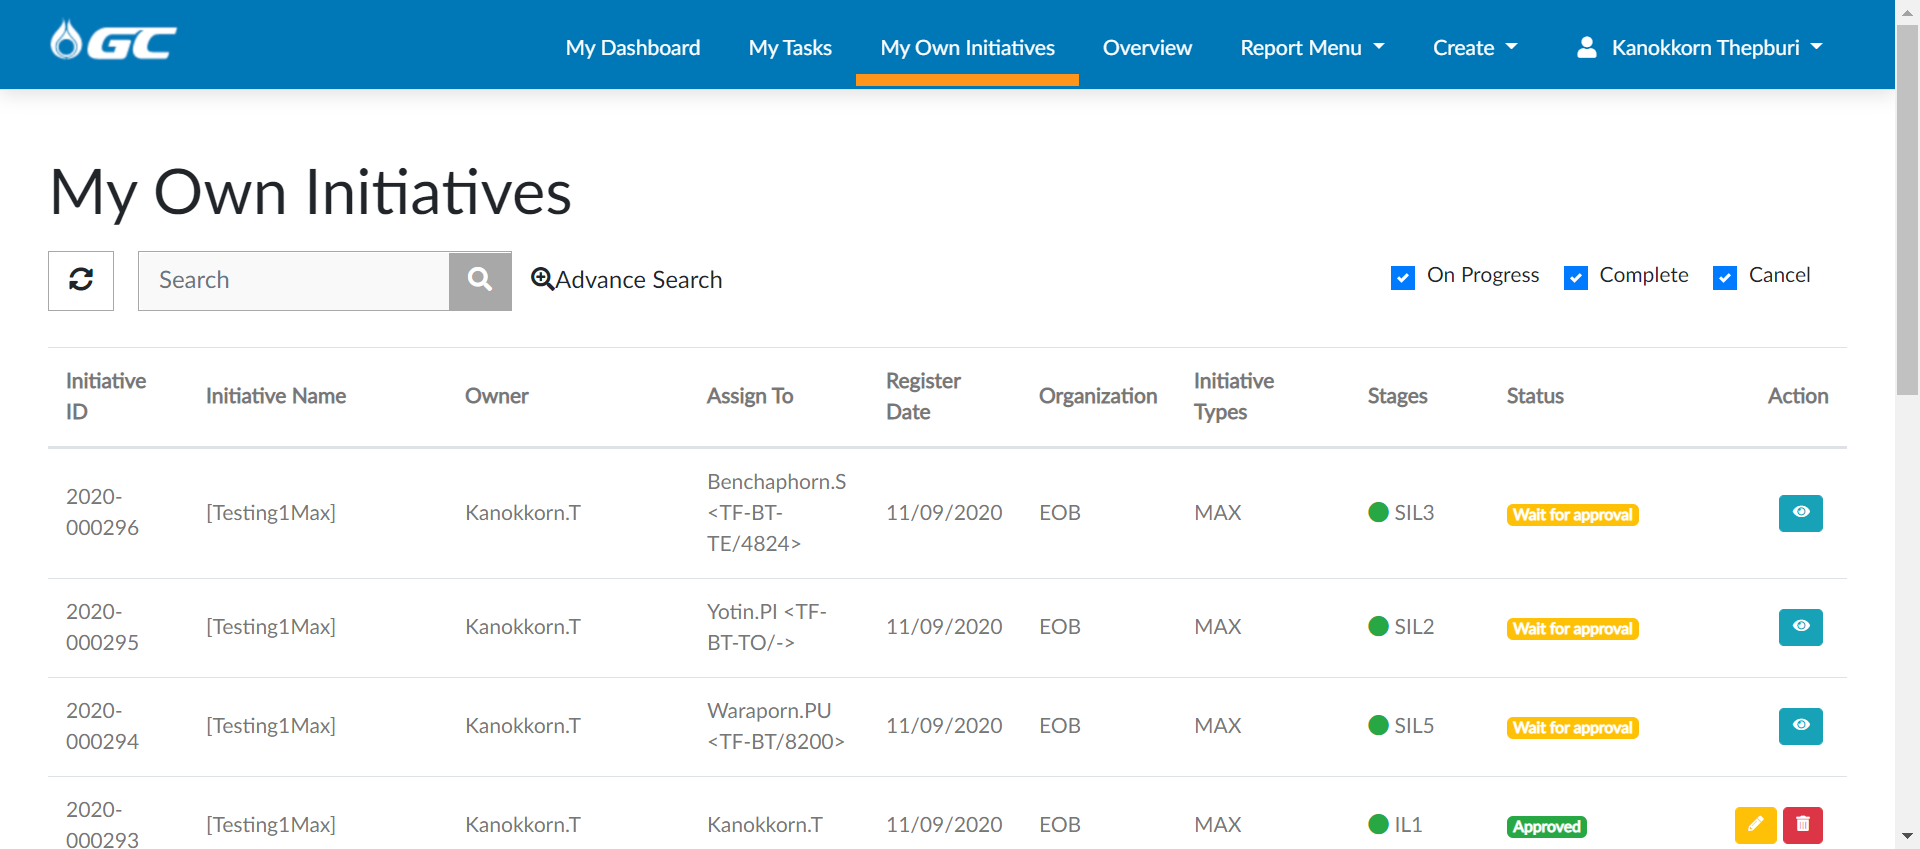 GC
My Dashboard
My Tasks
My Own Initiatives
Overview
Report Menu
Create
Kanokkorn Thepburi
My Own Initiatives
Search
Advance Search
On Progress
Complete
Cancel
Initiative
ID
Initiative Name
Owner
Assign To
Register
Date
Organization
Initiative
Types
Stages
Status
Action
2020-
000296
[Testing1Max]
Kanokkorn.T
Benchaphorn.S
<TF-BT-
TE/4824>
11/09/2020
EOB
MAX
SIL3
Wait for approval
2020-
000295
[Testing1Max]
Kanokkorn.T
Yotin.PI <TF-
BT-TO/->
11/09/2020
EOB
MAX
SIL2
Wait for approval
2020-
000294
[Testing1Max]
Kanokkorn.T
Waraporn.PU
<TF-BT/8200>
11/09/2020
EOB
MAX
SIL5
Wait for approval
2020-
000293
[Testing1Max]
Kanokkorn.T
Kanokkorn.T
11/09/2020
EOB
MAX
IL1
Approved